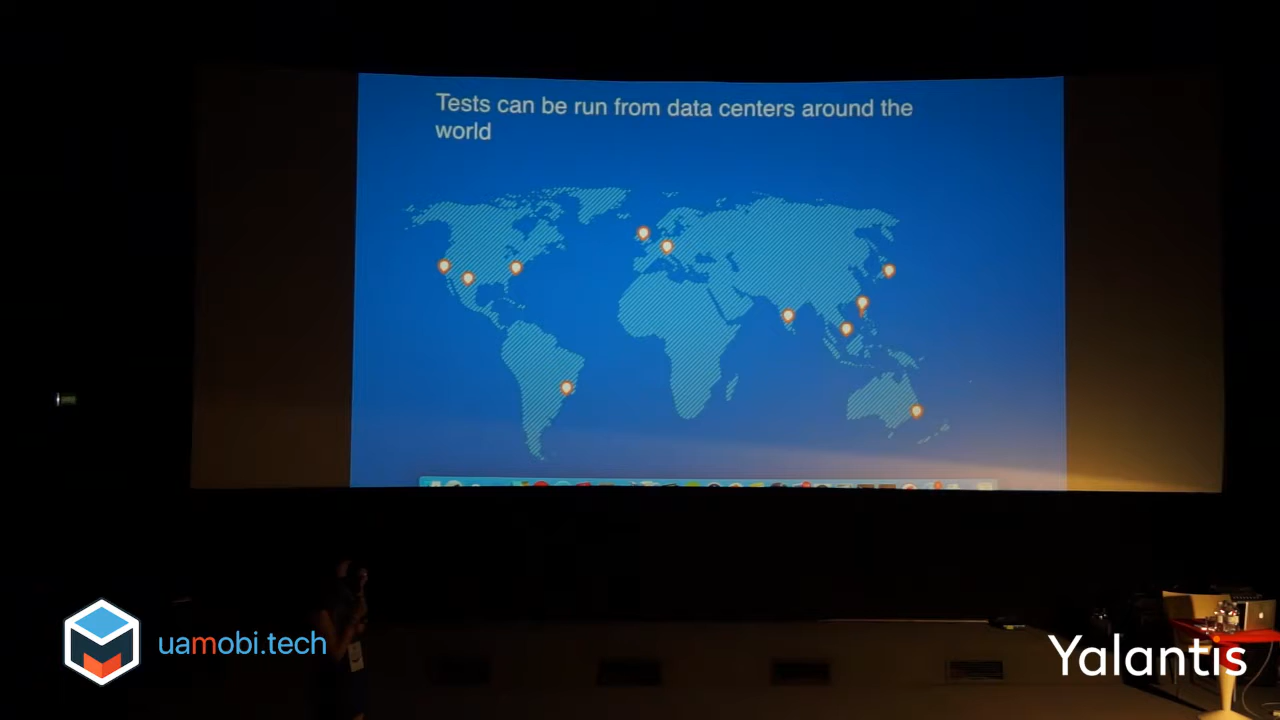 Tests can be run from data centers around the
world
uamobi.tech
Yalantis